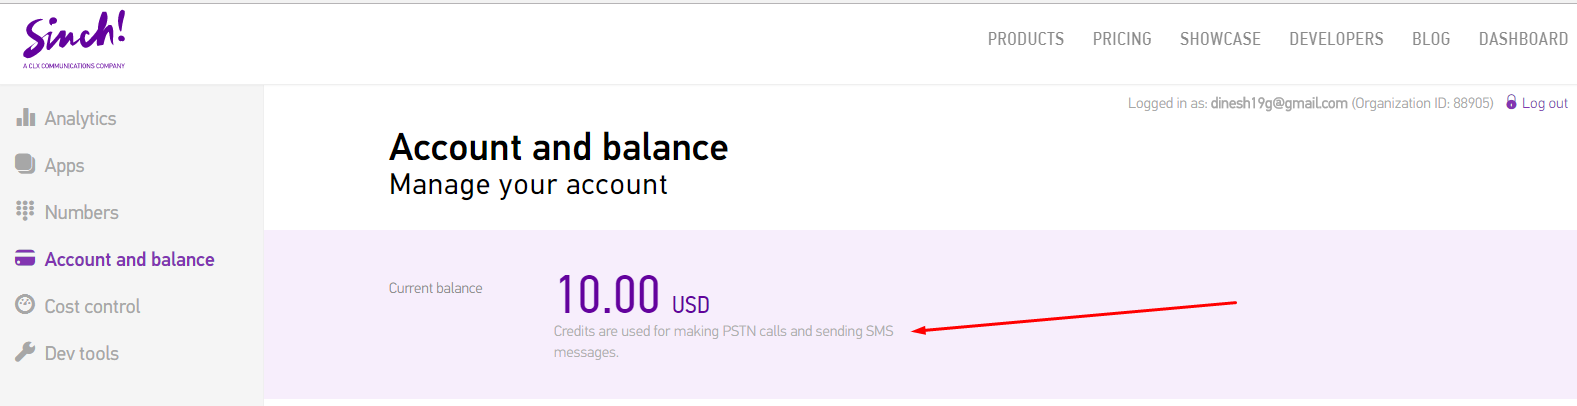 Sinch!
A CLX COMMUNICATIONS COMPANY
PRODUCTS PRICING SHOWCASE DEVELOPERS BLOG DASHBOARD
Logged in as: dinesh19g@gmail.com (Organization ID: 88905) Log out
Analytics
Apps
Numbers
Account and balance
Cost control
Dev tools
Account and balance
Manage your account
Current balance
10.00 USD
Credits are used for making PSTN calls and sending SMS
messages.